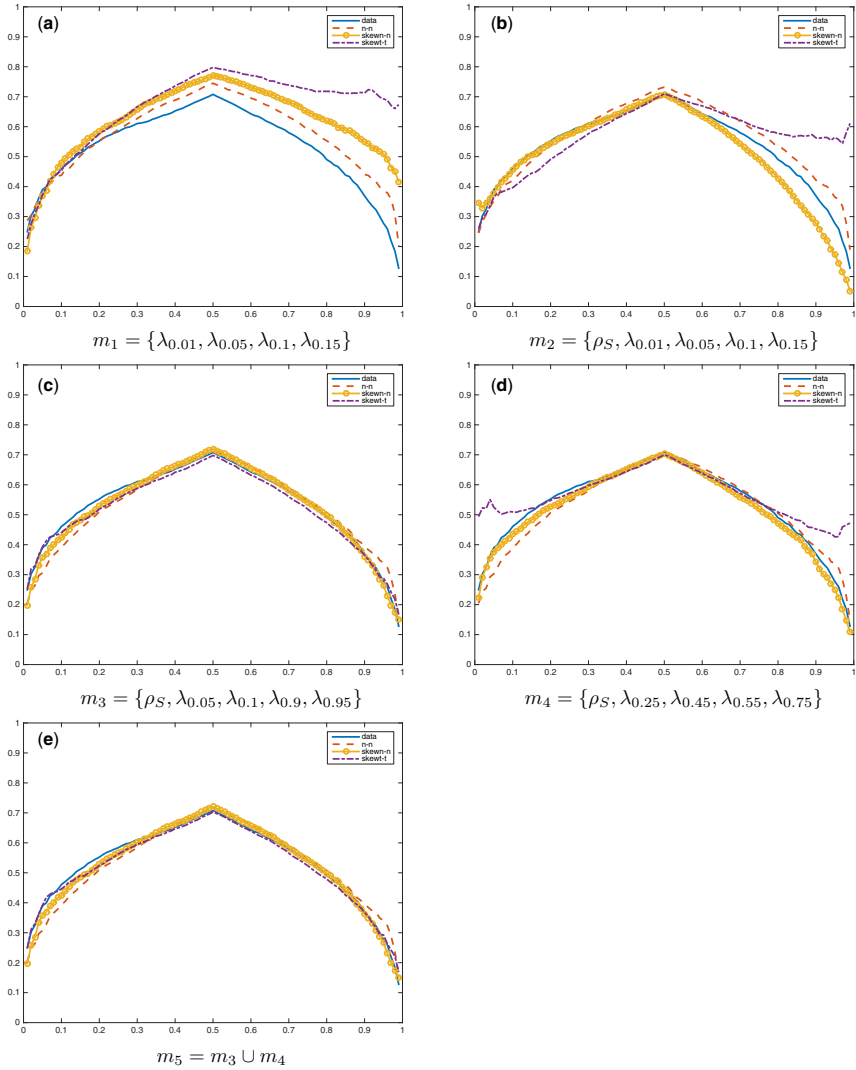 (a)
data
n-n
skewn-n
skewt-t
1
0.9
0.8
0.7
0.6
0.5
0.4
0.3
0.2
0.1
0
0 0.1 0.2 0.3 0.4 0.5 0.6 0.7 0.8 0.9 1
m₁ = {λ₀.₀₁, λ₀.₀₅, λ₀.₁, λ₀.₁₅}
(b)
data
n-n
skewn-n
skewt-t
1
0.9
0.8
0.7
0.6
0.5
0.4
0.3
0.2
0.1
0
0 0.1 0.2 0.3 0.4 0.5 0.6 0.7 0.8 0.9 1
m₂ = {ρ_S, λ₀.₀₁, λ₀.₀₅, λ₀.₁, λ₀.₁₅}
(c)
data
n-n
skewn-n
skewt-t
1
0.9
0.8
0.7
0.6
0.5
0.4
0.3
0.2
0.1
0
0 0.1 0.2 0.3 0.4 0.5 0.6 0.7 0.8 0.9 1
m₃ = {ρ_S, λ₀.₀₅, λ₀.₁, λ₀.₉, λ₀.₉₅}
(d)
data
n-n
skewn-n
skewt-t
1
0.9
0.8
0.7
0.6
0.5
0.4
0.3
0.2
0.1
0
0 0.1 0.2 0.3 0.4 0.5 0.6 0.7 0.8 0.9 1
m₄ = {ρ_S, λ₀.₂₅, λ₀.₄₅, λ₀.₅₅, λ₀.₇₅}
(e)
data
n-n
skewn-n
skewt-t
1
0.9
0.8
0.7
0.6
0.5
0.4
0.3
0.2
0.1
0
0 0.1 0.2 0.3 0.4 0.5 0.6 0.7 0.8 0.9 1
m₅ = m₃ ∪ m₄